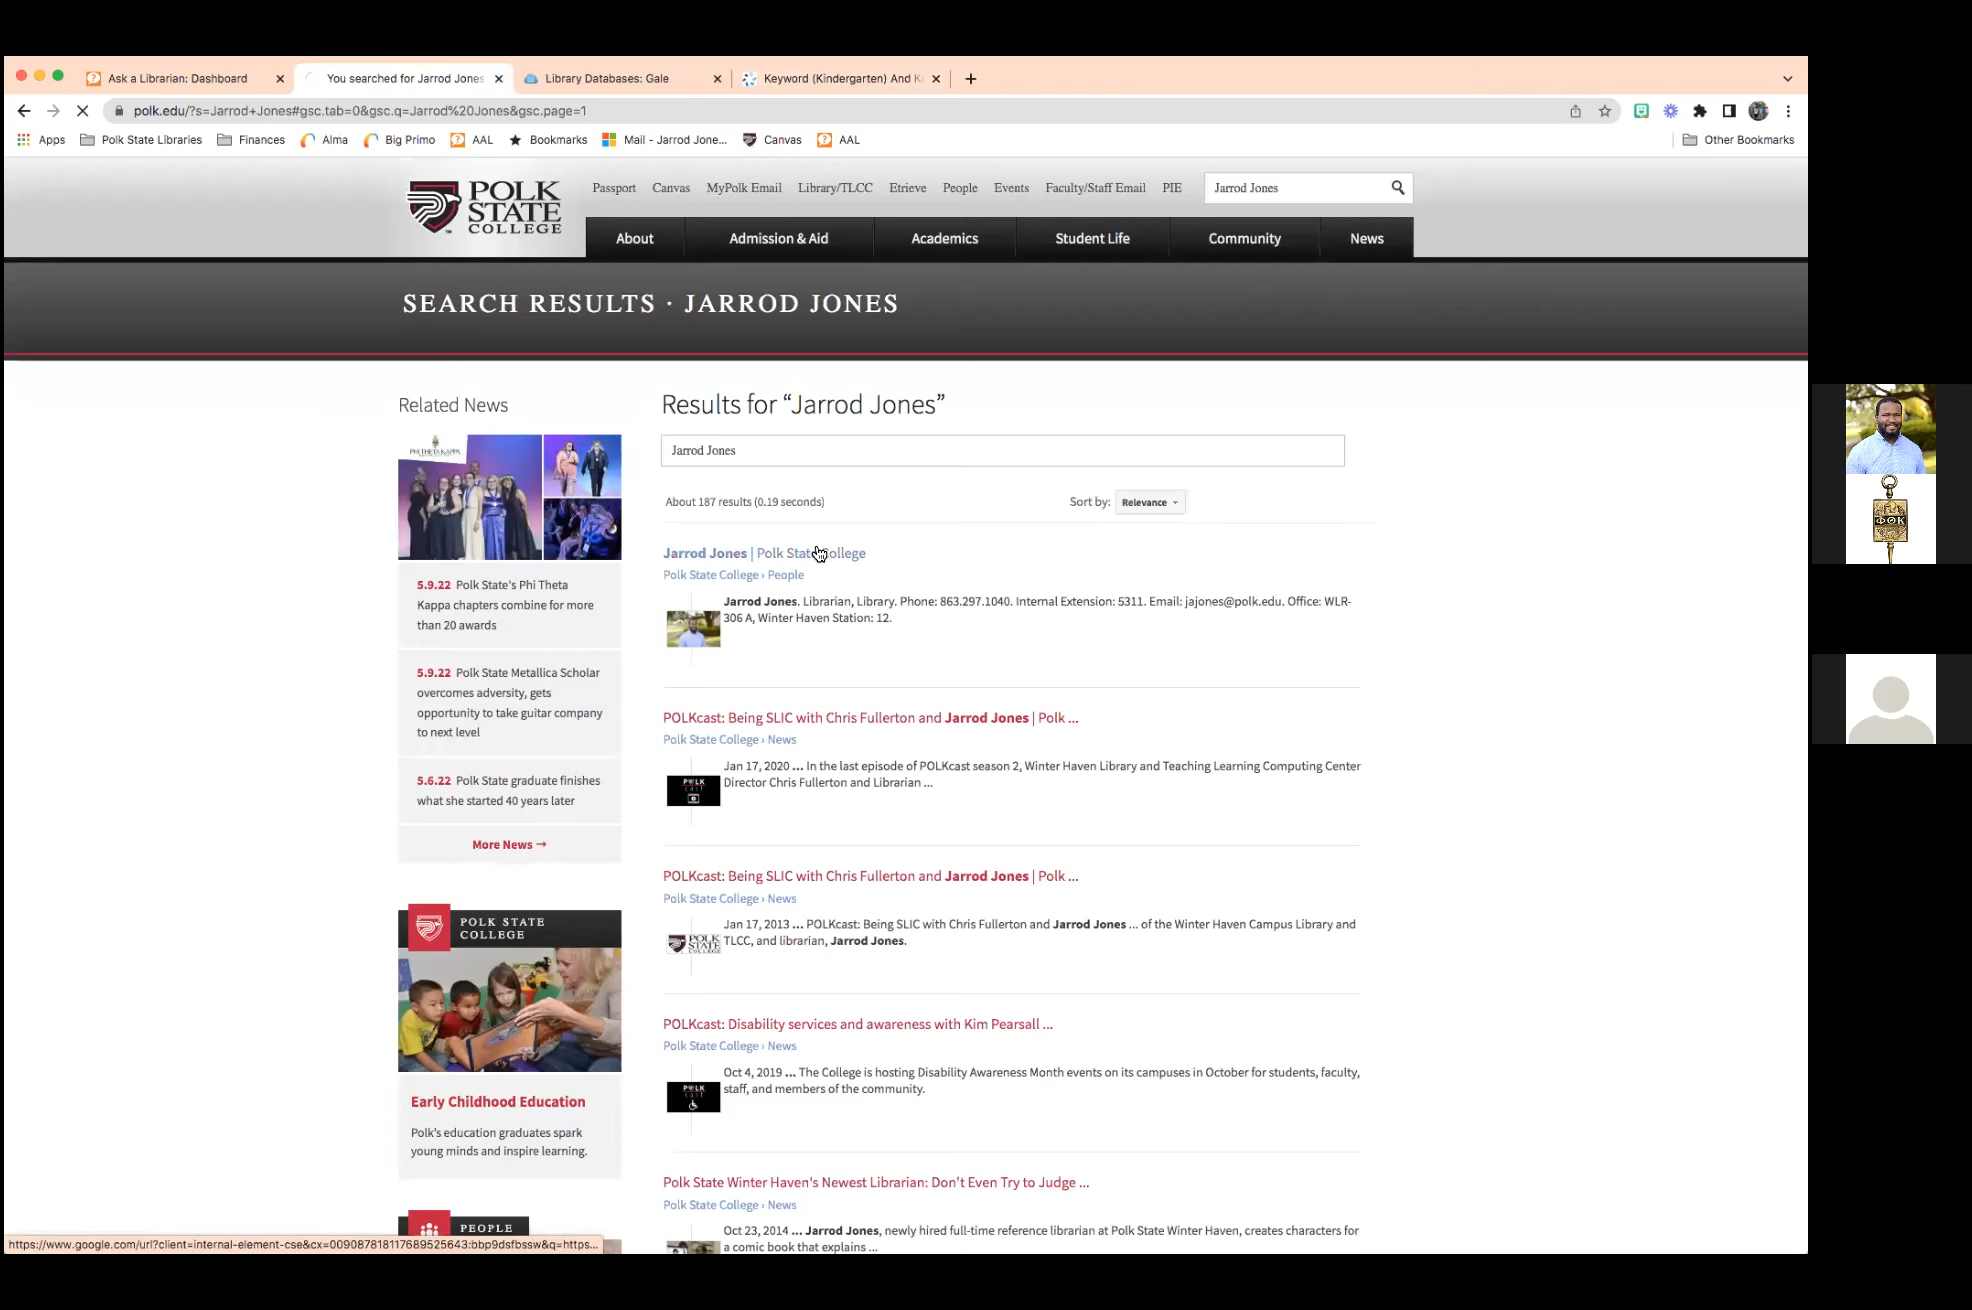 Ask a Librarian: Dashboard
You searched for Jarrod Jones
Library Databases: Gale
Keyword (Kindergarten) And K
polk.edu/?s=Jarrod+Jones#gsc.tab=0&gsc.q=Jarrod%20Jones&gsc.page=1
Apps
Polk State Libraries
Finances
Alma
Big Primo
AAL
Bookmarks
Mail - Jarrod Jone...
Canvas
AAL
Other Bookmarks
POLK
STATE
COLLEGE
Passport
Canvas
MyPolk Email
Library/TLCC
Etrieve
People
Events
Faculty/Staff Email
PIE
Jarrod Jones
About
Admission & Aid
Academics
Student Life
Community
News
SEARCH RESULTS · JARROD JONES
Related News
PHI THETA KAPPA
5.9.22 Polk State's Phi Theta
Kappa chapters combine for more
than 20 awards
5.9.22 Polk State Metallica Scholar
overcomes adversity, gets
opportunity to take guitar company
to next level
5.6.22 Polk State graduate finishes
what she started 40 years later
More News →
POLK STATE
COLLEGE
Early Childhood Education
Polk's education graduates spark
young minds and inspire learning.
PEOPLE
Results for “Jarrod Jones”
Jarrod Jones
About 187 results (0.19 seconds)
Sort by: Relevance
Jarrod Jones | Polk State College
Polk State College › People
Jarrod Jones. Librarian, Library. Phone: 863.297.1040. Internal Extension: 5311. Email: jajones@polk.edu. Office: WLR-
306 A, Winter Haven Station: 12.
POLKcast: Being SLIC with Chris Fullerton and Jarrod Jones | Polk ...
Polk State College › News
Jan 17, 2020 ... In the last episode of POLKcast season 2, Winter Haven Library and Teaching Learning Computing Center
Director Chris Fullerton and Librarian ...
POLK
cast
POLKcast: Being SLIC with Chris Fullerton and Jarrod Jones | Polk ...
Polk State College › News
Jan 17, 2013 ... POLKcast: Being SLIC with Chris Fullerton and Jarrod Jones ... of the Winter Haven Campus Library and
TLCC, and librarian, Jarrod Jones.
POLK
STATE
POLKcast: Disability services and awareness with Kim Pearsall ...
Polk State College › News
Oct 4, 2019 ... The College is hosting Disability Awareness Month events on its campuses in October for students, faculty,
staff, and members of the community.
POLK
cast
Polk State Winter Haven's Newest Librarian: Don't Even Try to Judge ...
Polk State College › News
Oct 23, 2014 ... Jarrod Jones, newly hired full-time reference librarian at Polk State Winter Haven, creates characters for
a comic book that explains ...
https://www.google.com/url?client=internal-element-cse&cx=009087818117689525643:bbp9dsfbssw&q=https...
ΦΘΚ